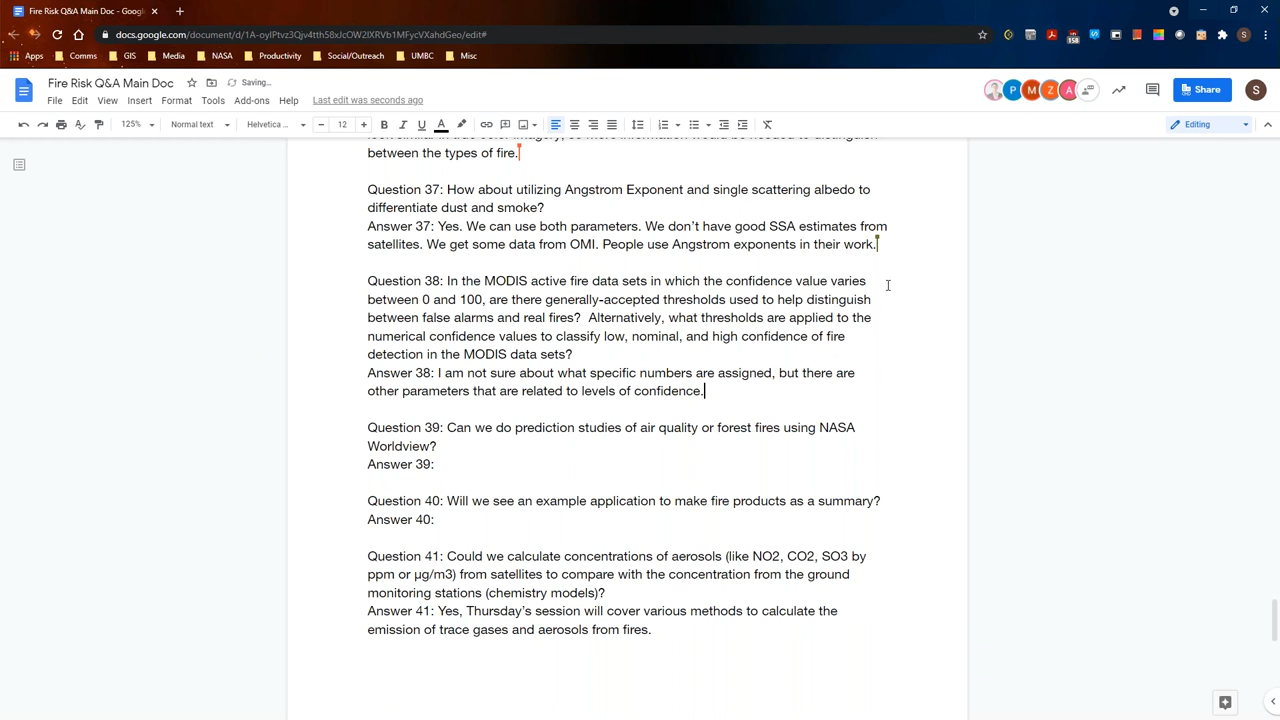 Fire Risk Q&A Main Doc - Google
docs.google.com/document/d/1A-oyIPtvz3Qjv4tth58xJcOW2IXRVb1MFycVXahdGeo/edit#
Apps Comms GIS Media NASA Productivity Social/Outreach UMBC Misc
Fire Risk Q&A Main Doc Saving...
File Edit View Insert Format Tools Add-ons Help Last edit was seconds ago
P M Z A Share S
125% Normal text Helvetica ... 12 B I U A Editing
between the types of fire.
Question 37: How about utilizing Angstrom Exponent and single scattering albedo to
differentiate dust and smoke?
Answer 37: Yes. We can use both parameters. We don't have good SSA estimates from
satellites. We get some data from OMI. People use Angstrom exponents in their work.
Question 38: In the MODIS active fire data sets in which the confidence value varies
between 0 and 100, are there generally-accepted thresholds used to help distinguish
between false alarms and real fires?  Alternatively, what thresholds are applied to the
numerical confidence values to classify low, nominal, and high confidence of fire
detection in the MODIS data sets?
Answer 38: I am not sure about what specific numbers are assigned, but there are
other parameters that are related to levels of confidence.
Question 39: Can we do prediction studies of air quality or forest fires using NASA
Worldview?
Answer 39:
Question 40: Will we see an example application to make fire products as a summary?
Answer 40:
Question 41: Could we calculate concentrations of aerosols (like NO2, CO2, SO3 by
ppm or µg/m3) from satellites to compare with the concentration from the ground
monitoring stations (chemistry models)?
Answer 41: Yes, Thursday's session will cover various methods to calculate the
emission of trace gases and aerosols from fires.